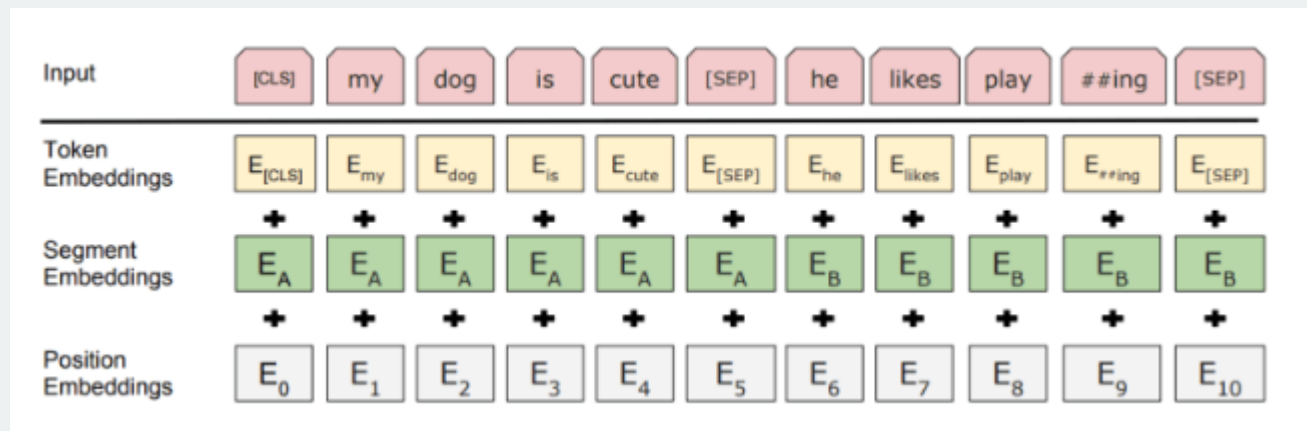 Input [CLS] my dog is cute [SEP] he likes play ##ing [SEP]
Token
Embeddings
E[CLS] Emy Edog Eis Ecute E[SEP] Ehe Elikes Eplay E##ing E[SEP]
+ + + + + + + + + + +
Segment
Embeddings
EA EA EA EA EA EA EB EB EB EB EB
+ + + + + + + + + + +
Position
Embeddings
E0 E1 E2 E3 E4 E5 E6 E7 E8 E9 E10